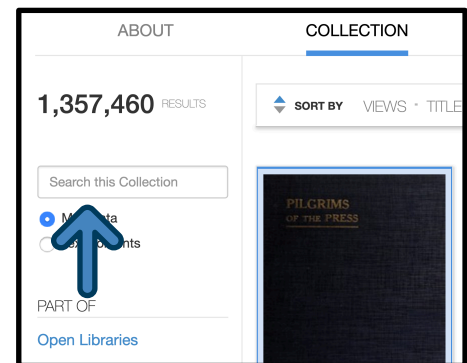 ABOUT COLLECTION
1,357,460 RESULTS
SORT BY VIEWS · TITLE
Search this Collection
PILGRIMS
OF THE PRESS
PART OF
Open Libraries